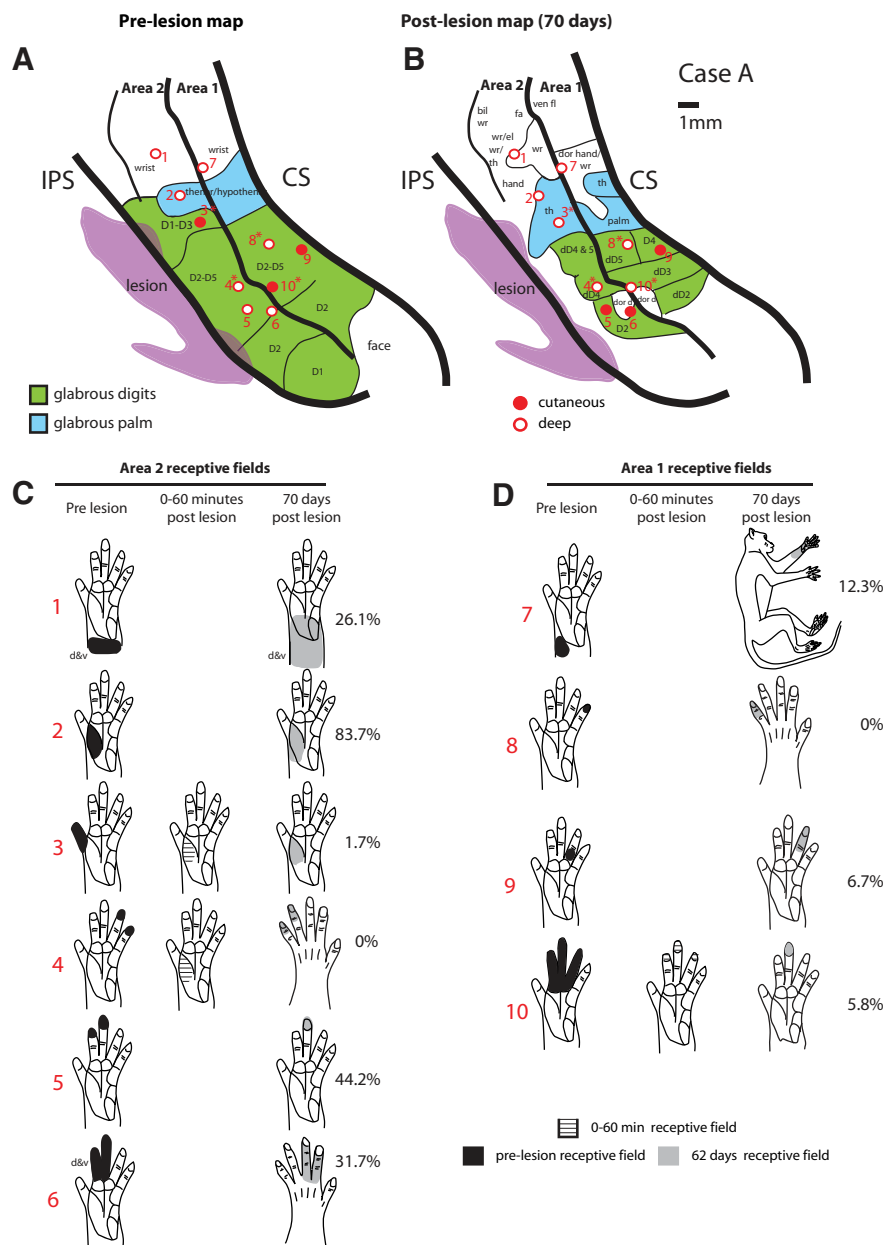 Pre-lesion map
Post-lesion map (70 days)
A
Area 2
Area 1
wrist
wrist
1
7
IPS
CS
2
thenar/hypothenar
3*
D1-D3
8*
9
D2-D5
D2-D5
4*
10*
lesion
5
6
D2
D2
D1
face
glabrous digits
glabrous palm
B
Case A
1mm
Area 2
Area 1
ven fl
bil
wr
fa
wr/el
wr/
th
wr
dor hand/
wr
1
7
IPS
CS
hand
th
2
th
3*
palm
8*
D4
dD4 & 5
dD5
9
dD3
4*
10*
dD4
dor d
dor d
dD2
5
6
D2
lesion
cutaneous
deep
C
Area 2 receptive fields
Pre lesion
0-60 minutes
post lesion
70 days
post lesion
1
d&v
d&v
26.1%
2
83.7%
3
1.7%
4
0%
5
44.2%
6
d&v
31.7%
D
Area 1 receptive fields
Pre lesion
0-60 minutes
post lesion
70 days
post lesion
7
12.3%
8
0%
9
6.7%
10
5.8%
0-60 min receptive field
pre-lesion receptive field
62 days receptive field